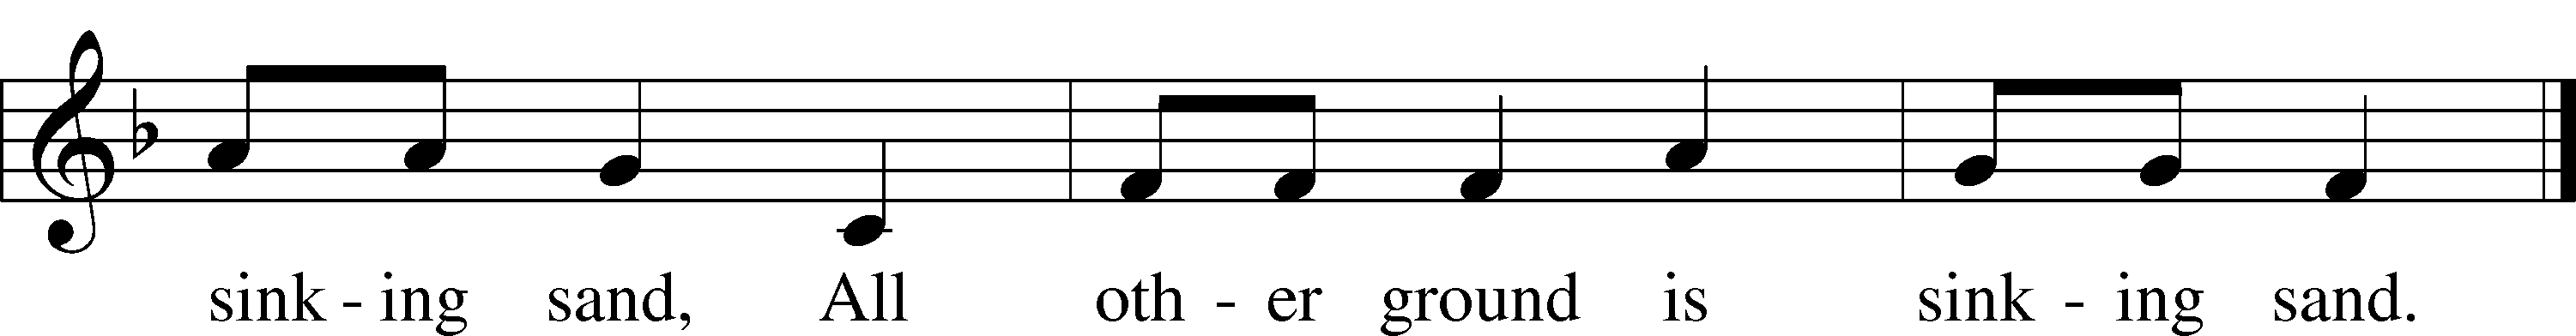 sink - ing sand, All oth - er ground is sink - ing sand.